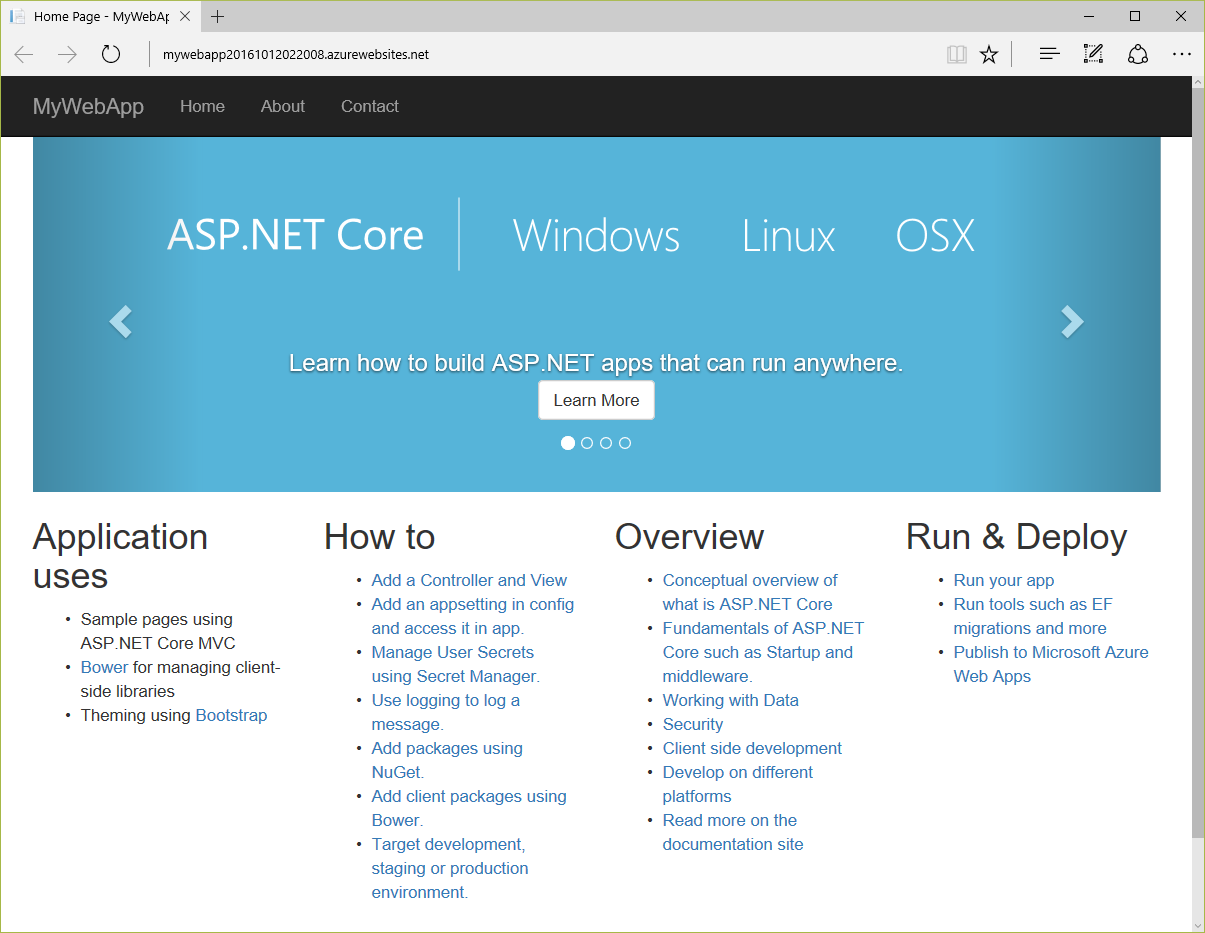 Home Page - MyWebAp
mywebapp20161012022008.azurewebsites.net
MyWebApp Home About Contact
ASP.NET Core Windows Linux OSX
Learn how to build ASP.NET apps that can run anywhere.
Learn More
Application
uses
• Sample pages using
ASP.NET Core MVC
• Bower for managing client-
side libraries
• Theming using Bootstrap
How to
• Add a Controller and View
• Add an appsetting in config
and access it in app.
• Manage User Secrets
using Secret Manager.
• Use logging to log a
message.
• Add packages using
NuGet.
• Add client packages using
Bower.
• Target development,
staging or production
environment.
Overview
• Conceptual overview of
what is ASP.NET Core
• Fundamentals of ASP.NET
Core such as Startup and
middleware.
• Working with Data
• Security
• Client side development
• Develop on different
platforms
• Read more on the
documentation site
Run & Deploy
• Run your app
• Run tools such as EF
migrations and more
• Publish to Microsoft Azure
Web Apps